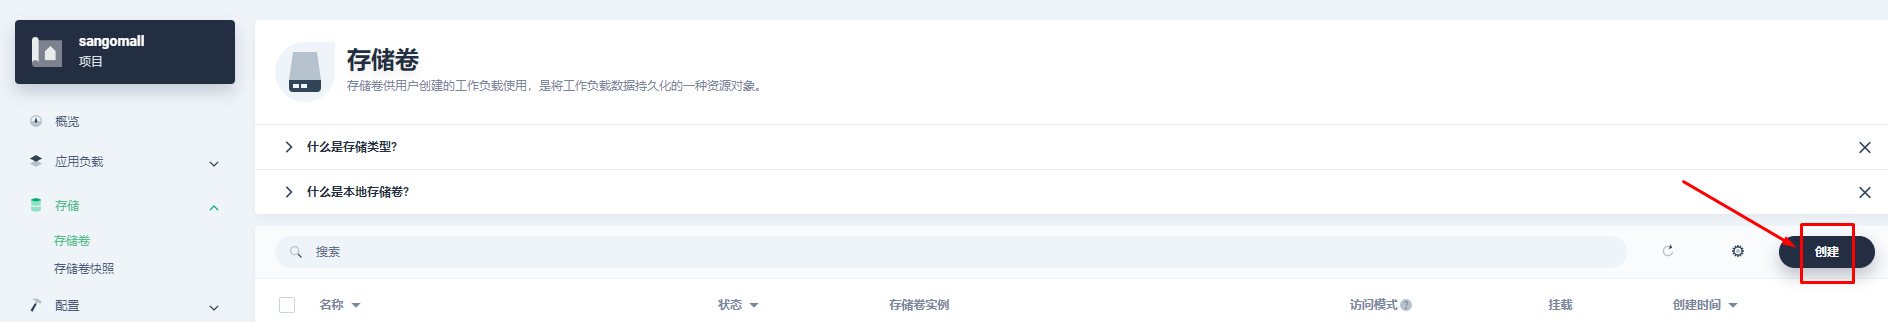 sangomall
项目
概览
应用负载
存储
存储卷
存储卷快照
配置
存储卷
存储卷供用户创建的工作负载使用，是将工作负载数据持久化的一种资源对象。
什么是存储类型？
什么是本地存储卷？
搜索
创建
名称 状态 存储卷实例 访问模式 ? 挂载 创建时间